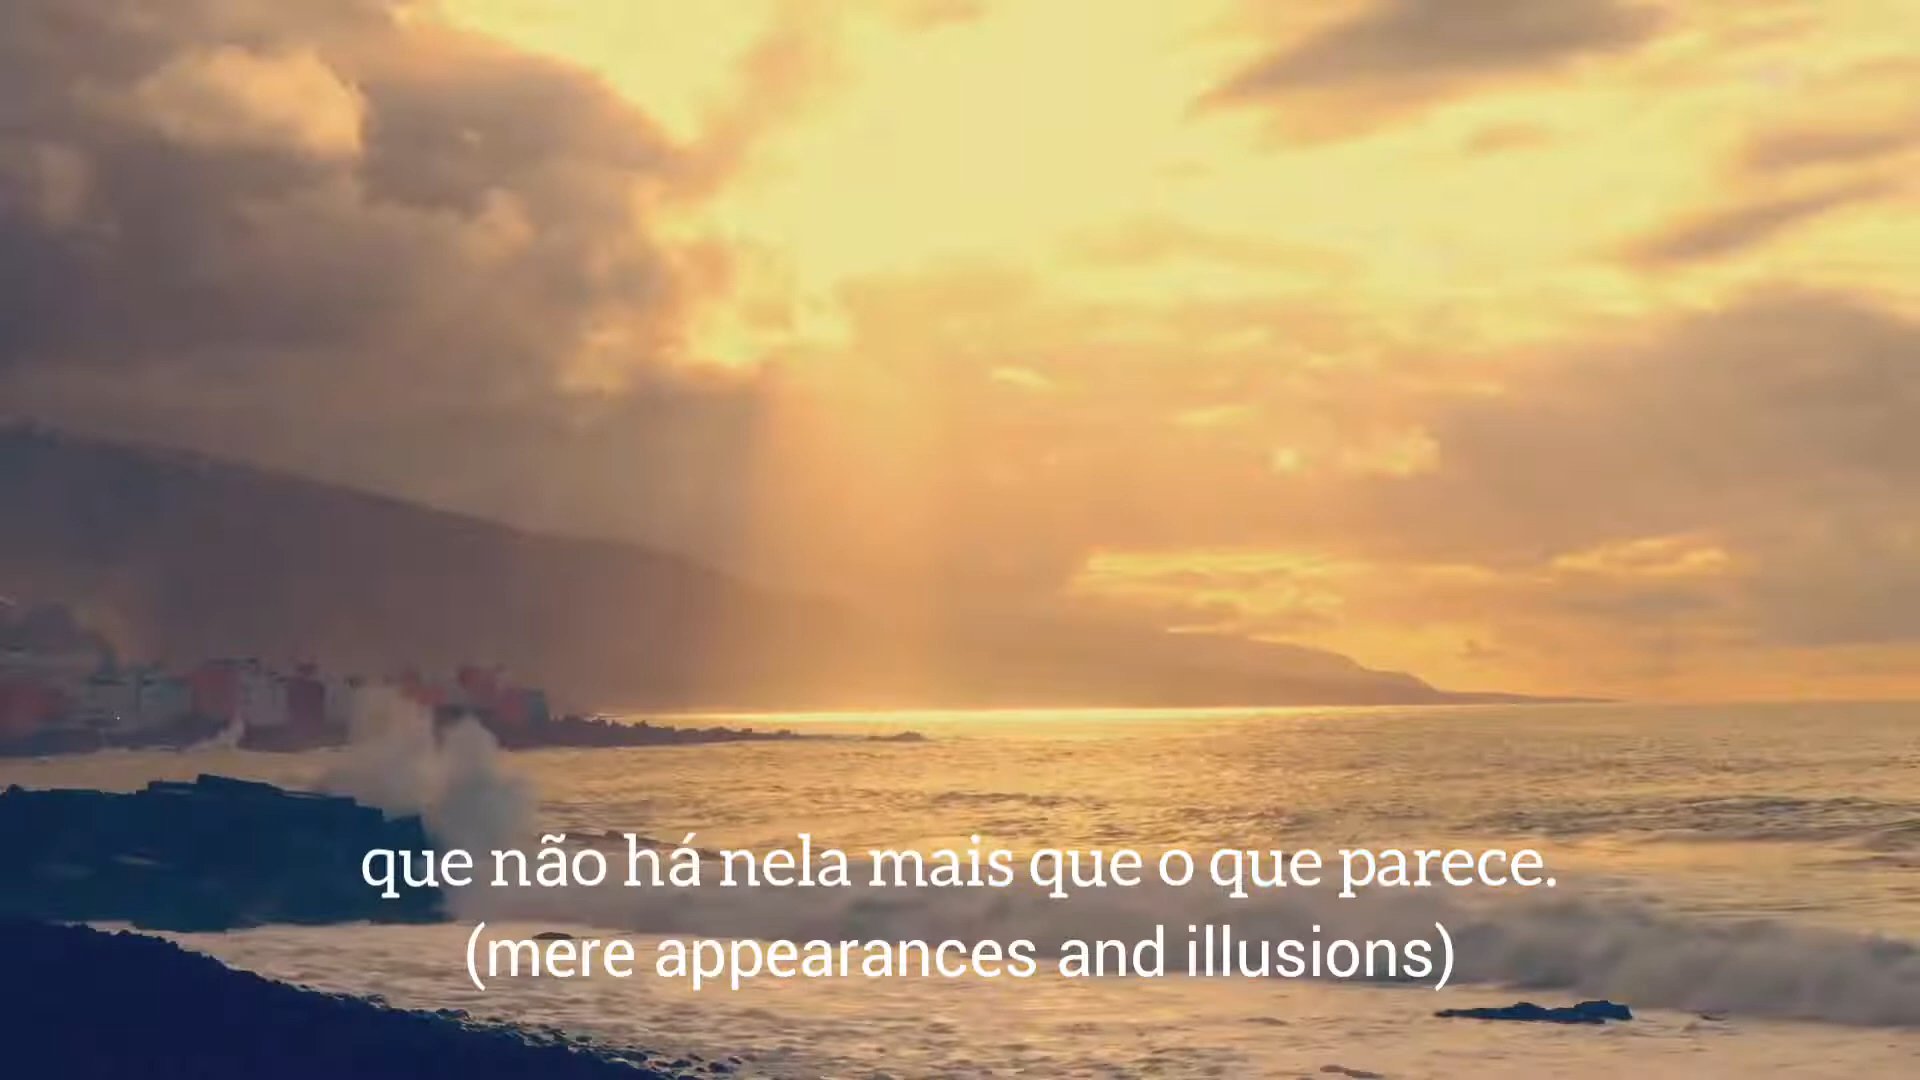 que não há nela mais que o que parece.
(mere appearances and illusions)